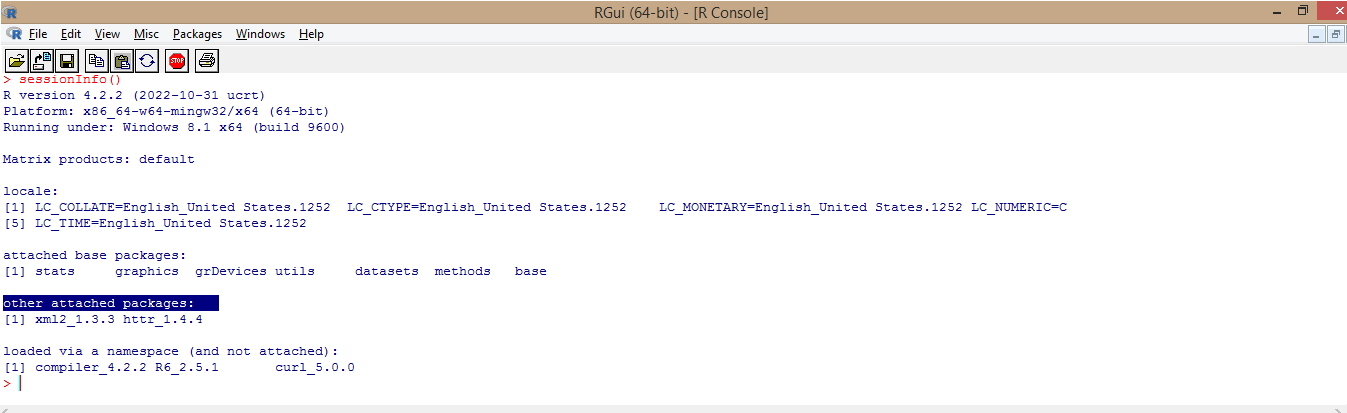 RGui (64-bit) - [R Console]
File Edit View Misc Packages Windows Help
STOP
> sessionInfo()
R version 4.2.2 (2022-10-31 ucrt)
Platform: x86_64-w64-mingw32/x64 (64-bit)
Running under: Windows 8.1 x64 (build 9600)
Matrix products: default
locale:
[1] LC_COLLATE=English_United States.1252  LC_CTYPE=English_United States.1252    LC_MONETARY=English_United States.1252 LC_NUMERIC=C
[5] LC_TIME=English_United States.1252
attached base packages:
[1] stats     graphics  grDevices utils     datasets  methods   base
other attached packages:
[1] xml2_1.3.3 httr_1.4.4
loaded via a namespace (and not attached):
[1] compiler_4.2.2 R6_2.5.1       curl_5.0.0
>